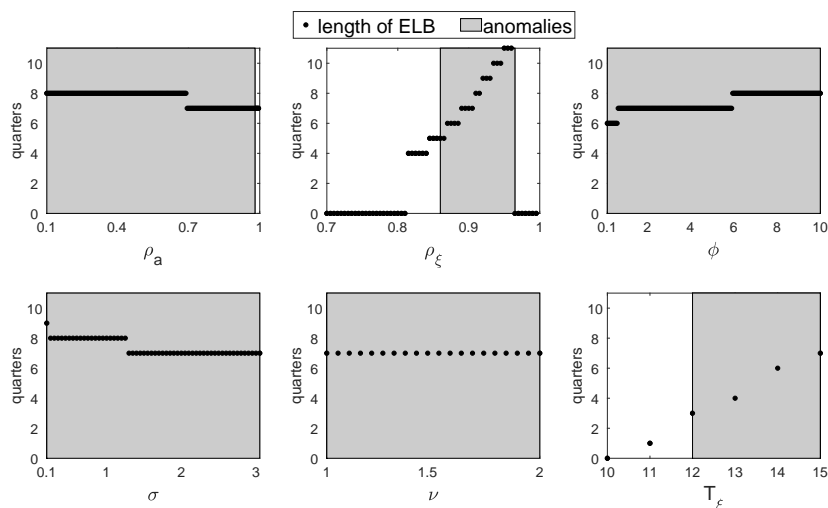 length of ELB anomalies
quarters
10
8
6
4
2
0
0.1 0.4 0.7 1
ρ_a
quarters
10
8
6
4
2
0
0.7 0.8 0.9 1
ρ_ξ
quarters
10
8
6
4
2
0
0.1 2 4 6 8 10
ϕ
quarters
10
8
6
4
2
0
0.1 1 2 3
σ
quarters
10
8
6
4
2
0
1 1.5 2
ν
quarters
10
8
6
4
2
0
10 11 12 13 14 15
T_ξ